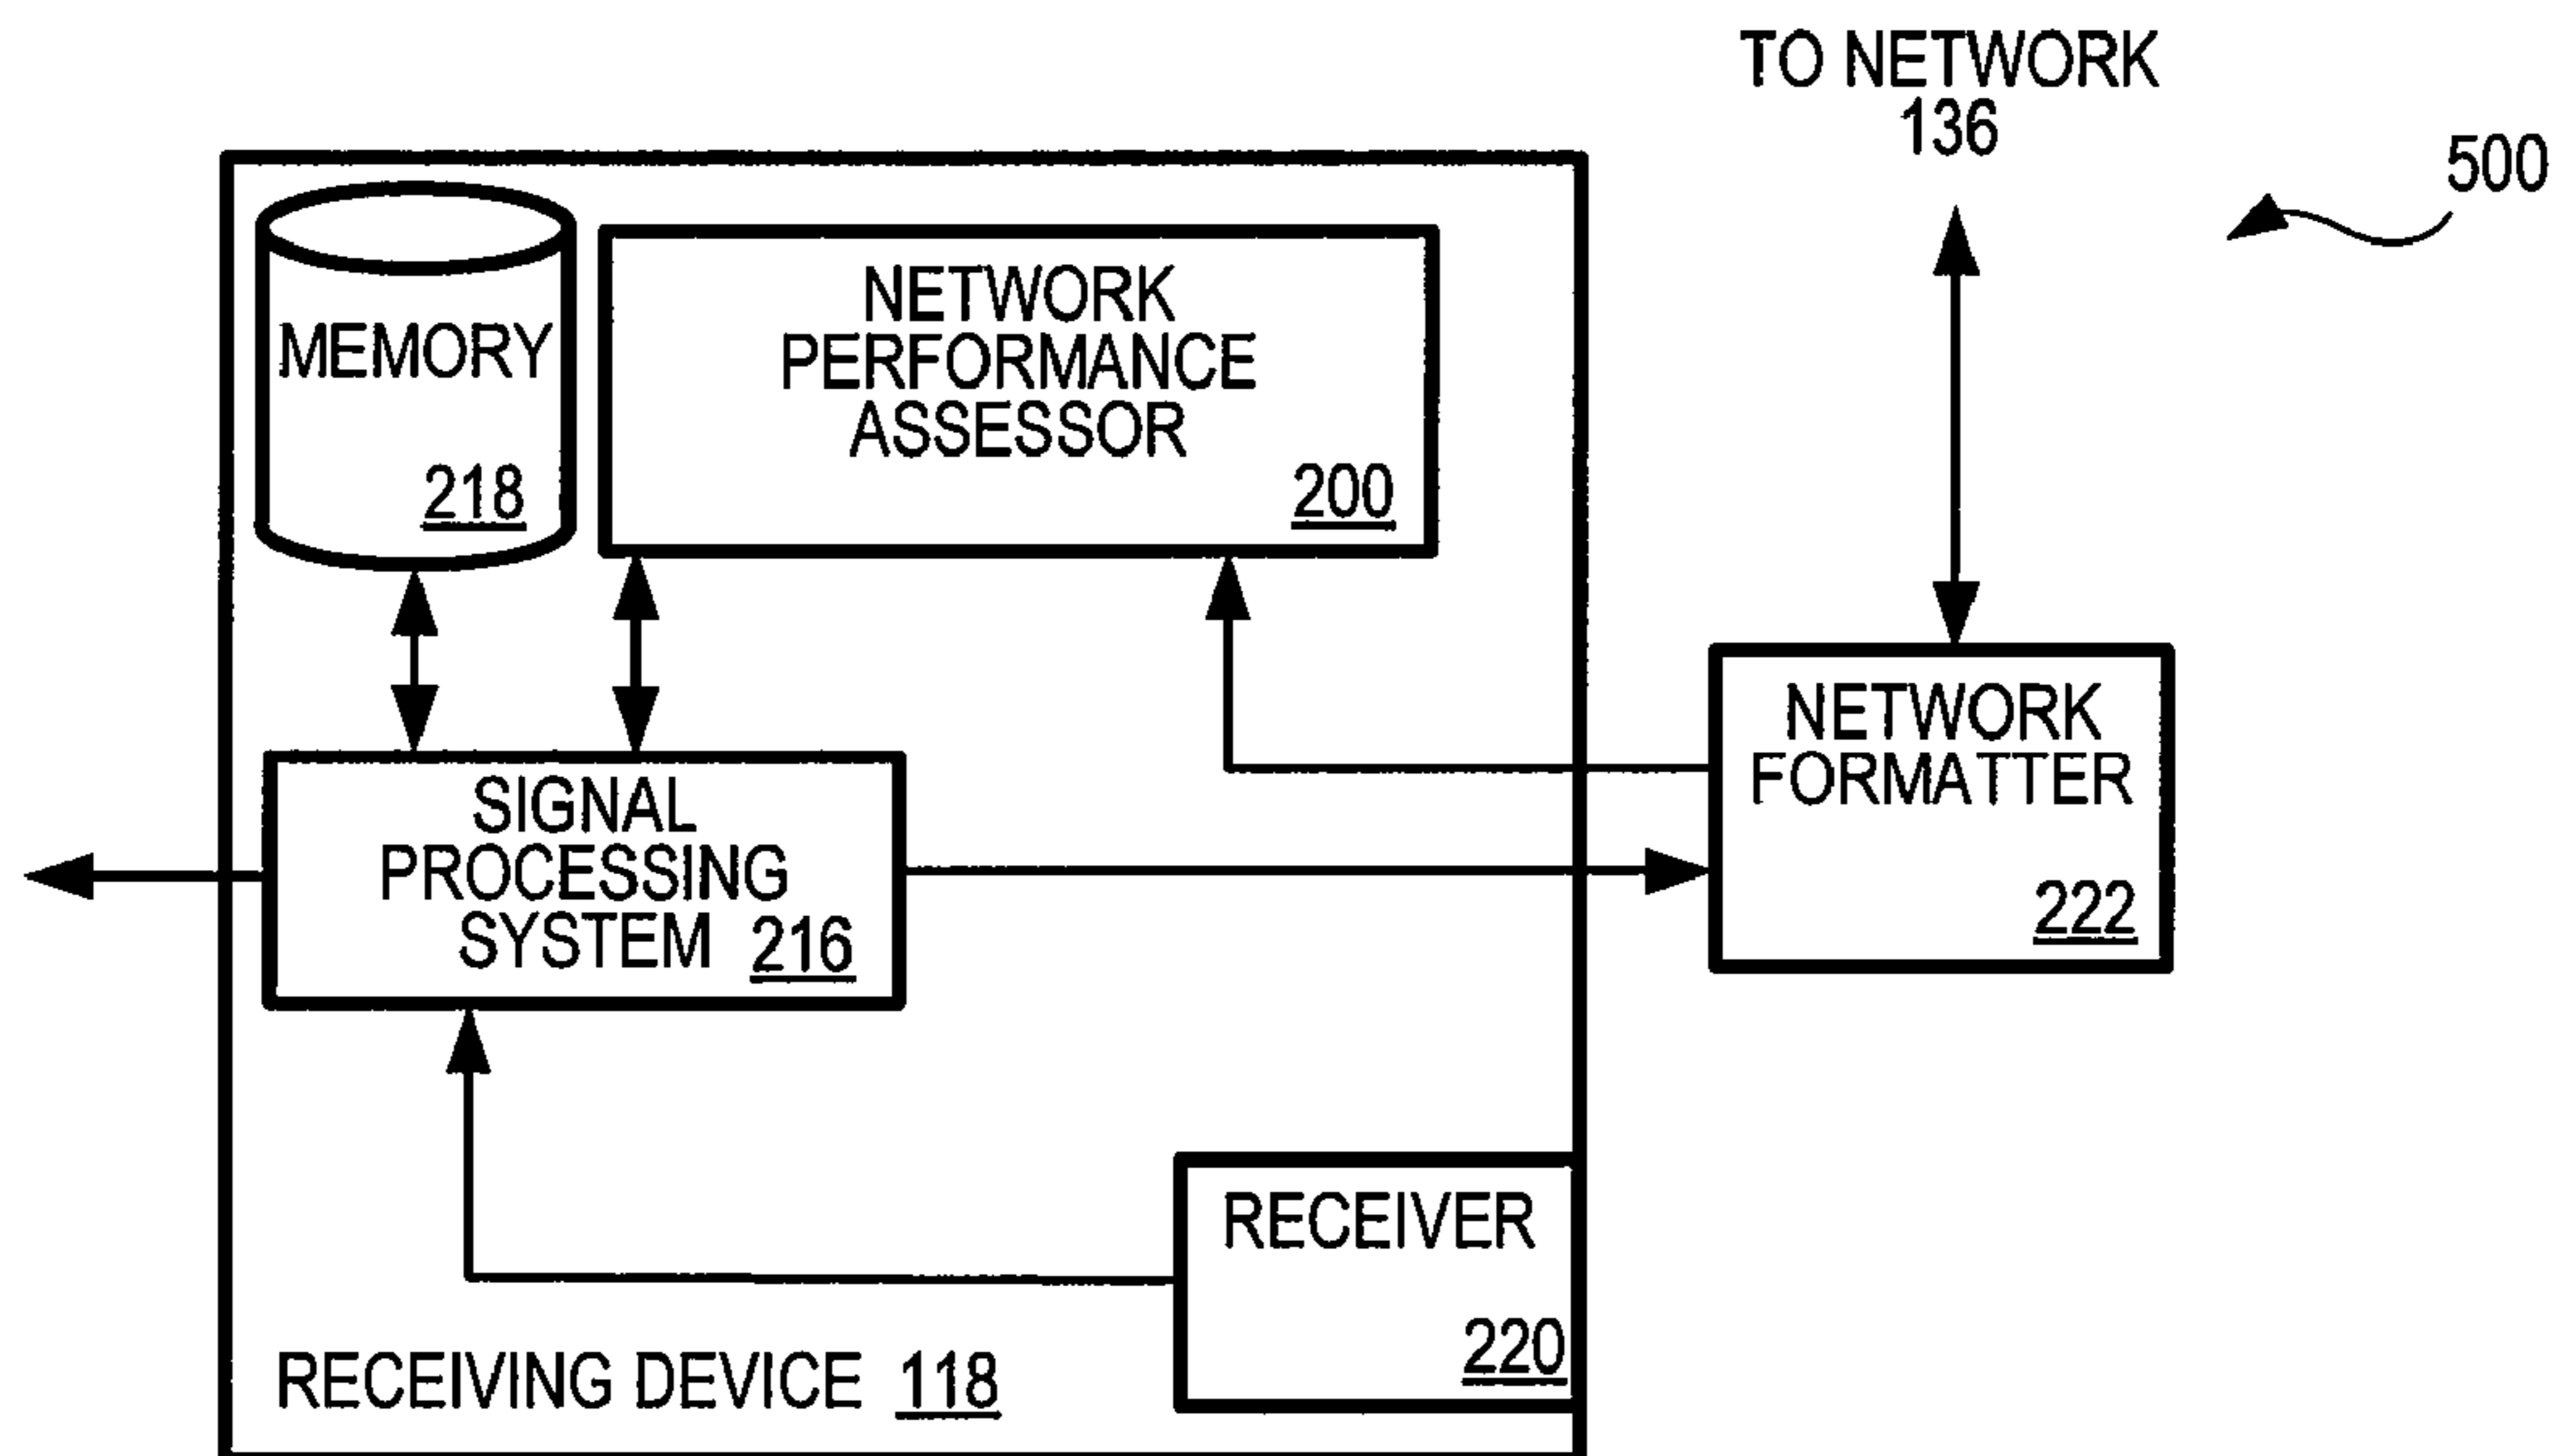 TO NETWORK
136
500
MEMORY
218
NETWORK
PERFORMANCE
ASSESSOR
200
NETWORK
FORMATTER
222
SIGNAL
PROCESSING
SYSTEM 216
RECEIVER
220
RECEIVING DEVICE 118